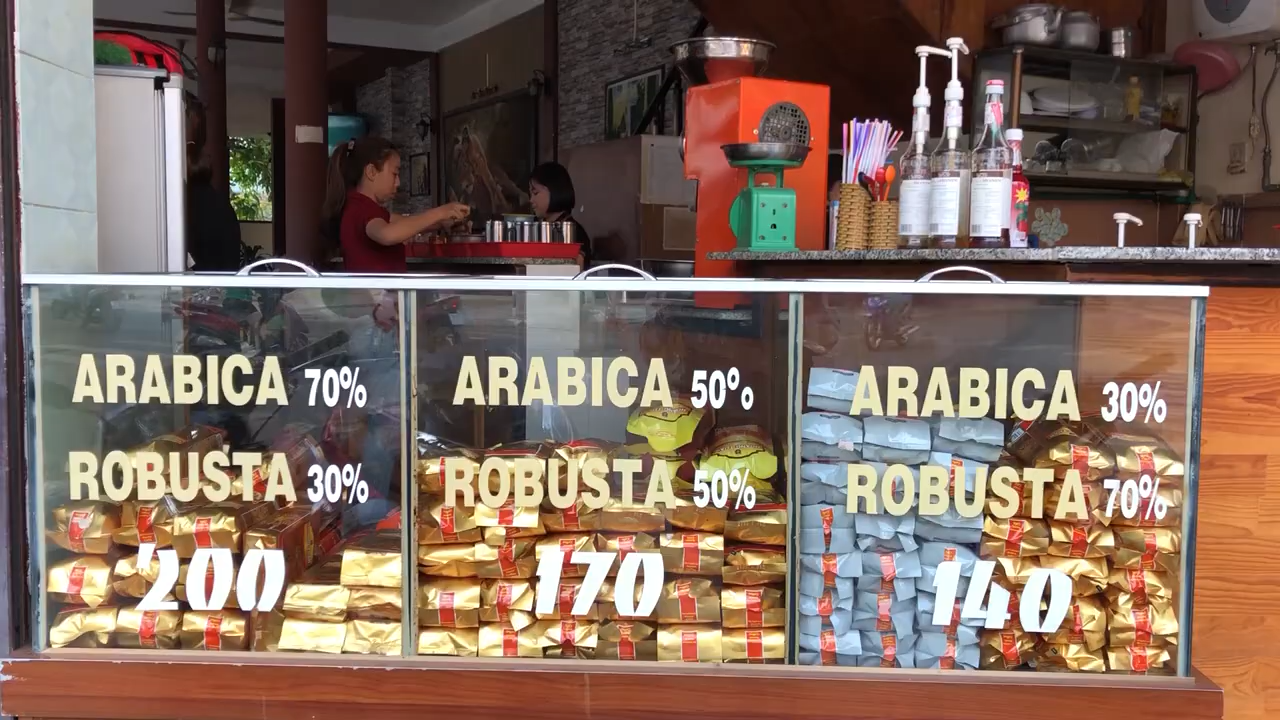 ARABICA 70%
ROBUSTA 30%
200
ARABICA 50%
ROBUSTA 50%
170
ARABICA 30%
ROBUSTA 70%
140